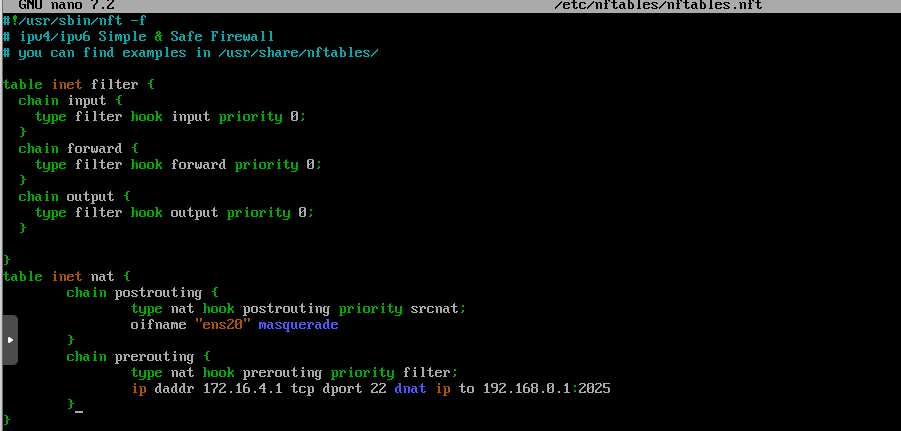 GNU nano 7.2 /etc/nftables/nftables.nft
#!/usr/sbin/nft -f
# ipv4/ipv6 Simple & Safe Firewall
# you can find examples in /usr/share/nftables/
table inet filter {
  chain input {
    type filter hook input priority 0;
  }
  chain forward {
    type filter hook forward priority 0;
  }
  chain output {
    type filter hook output priority 0;
  }
}
table inet nat {
        chain postrouting {
                type nat hook postrouting priority srcnat;
                oifname "ens20" masquerade
        }
        chain prerouting {
                type nat hook prerouting priority filter;
                ip daddr 172.16.4.1 tcp dport 22 dnat ip to 192.168.0.1:2025
        }
}